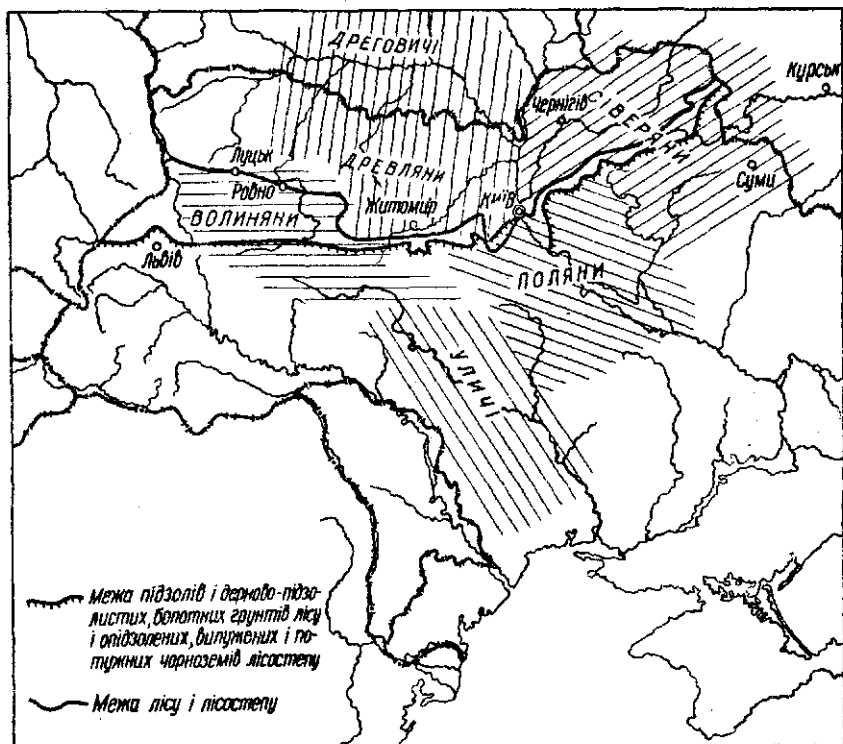 ДРЕГОВИЧІ
Курськ
Чернігів
СІВЕРЯНИ
Луцьк
ДРЕВЛЯНИ
Суми
Ровно
Київ
Житомир
ВОЛИНЯНИ
Львів
ПОЛЯНИ
УЛИЧІ
Межа підзолів і дерново-підзо-
листих, болотних грунтів лісу
і опідзолених, вилужених і по-
тужних чорноземів лісостепу
Межа лісу і лісостепу